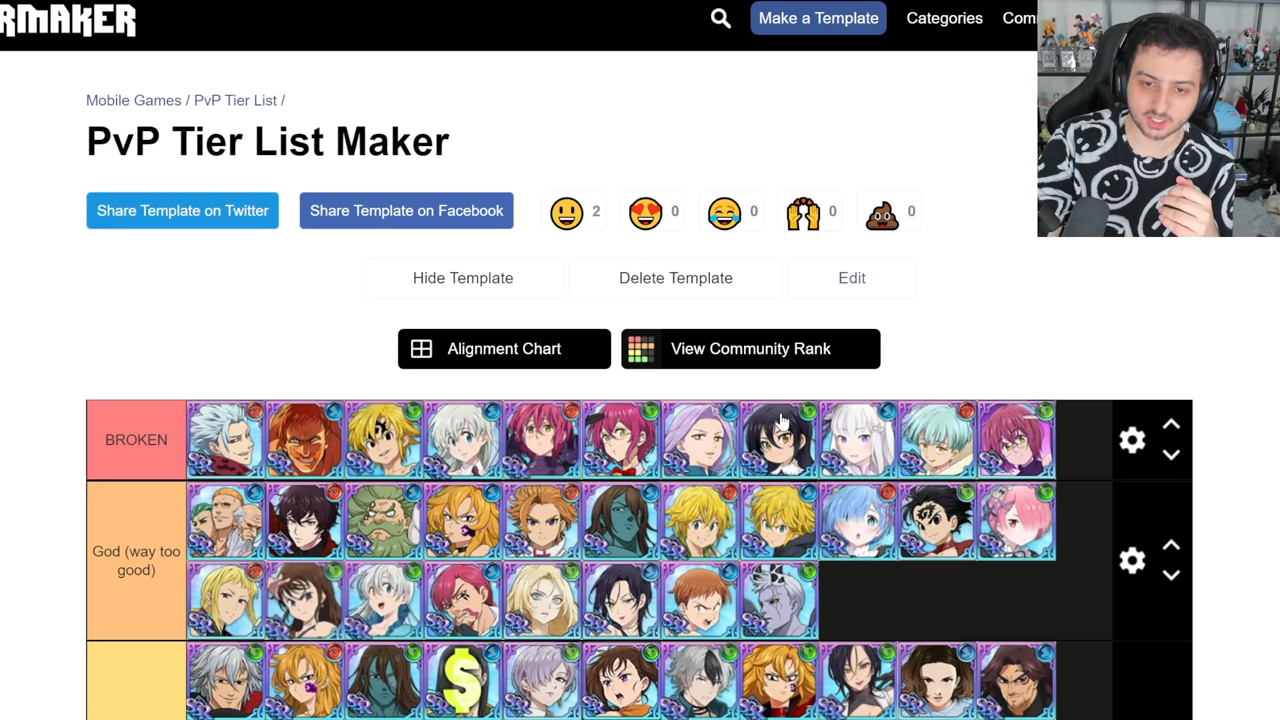 RMAKER
Make a Template
Categories
Com
Mobile Games / PvP Tier List /
PvP Tier List Maker
Share Template on Twitter
Share Template on Facebook
2
0
0
0
0
Hide Template
Delete Template
Edit
Alignment Chart
View Community Rank
BROKEN
God (way too
good)
$